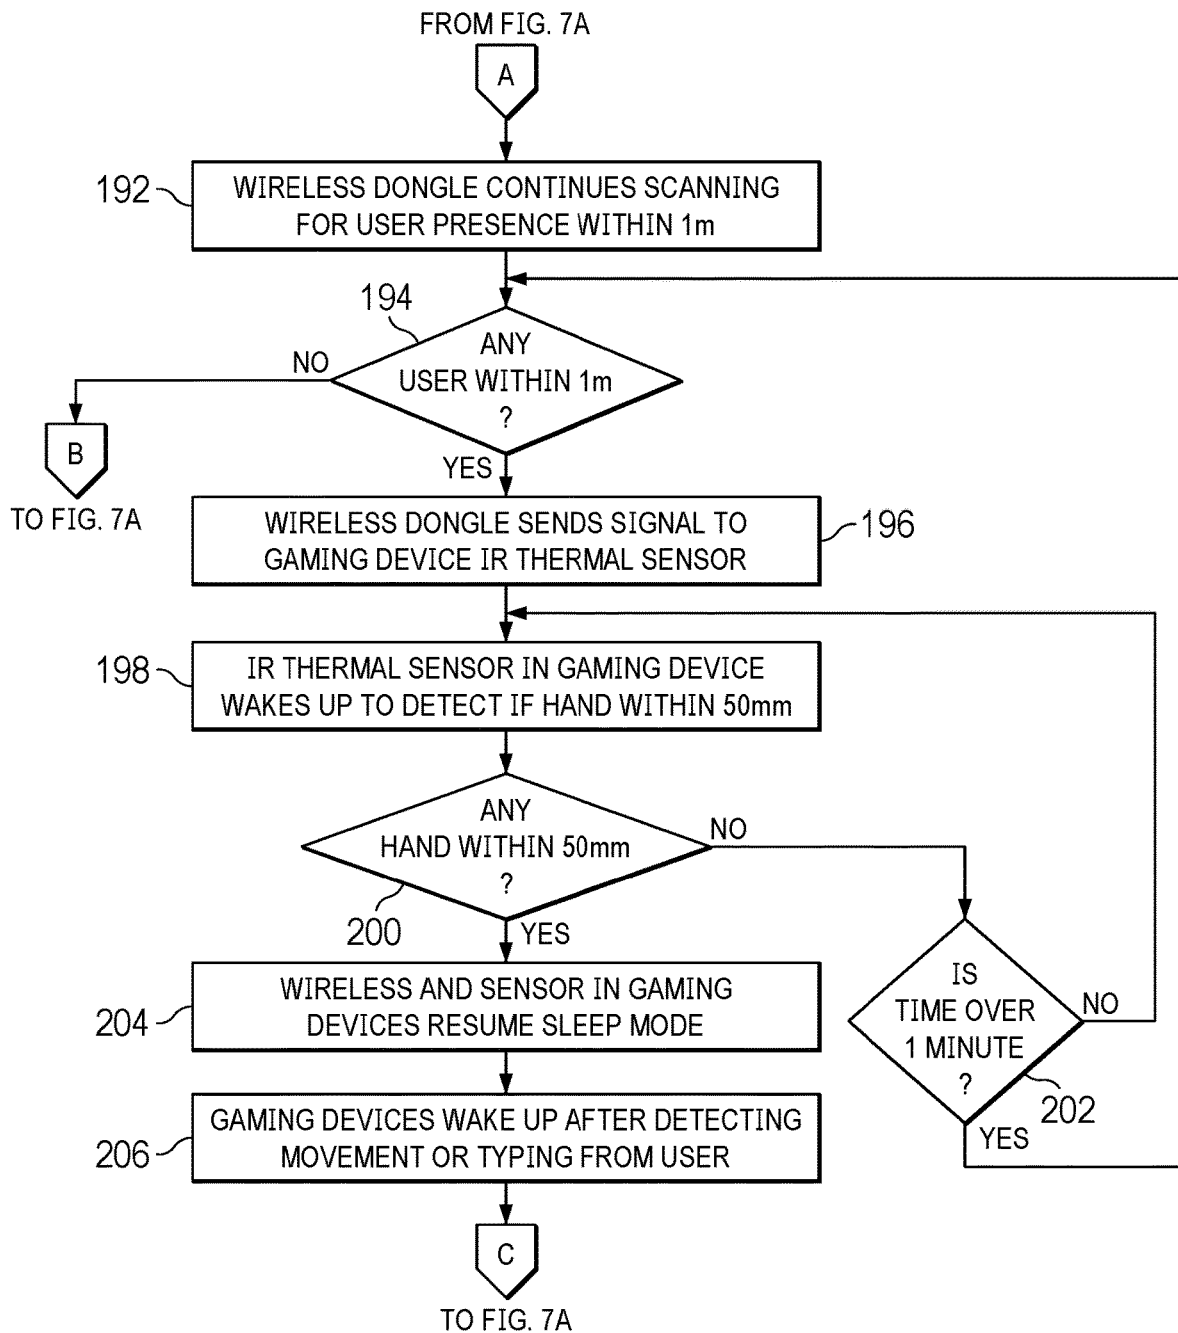 FROM FIG. 7A
A
192
WIRELESS DONGLE CONTINUES SCANNING
FOR USER PRESENCE WITHIN 1m
194
ANY
USER WITHIN 1m
?
NO
B
TO FIG. 7A
YES
WIRELESS DONGLE SENDS SIGNAL TO
GAMING DEVICE IR THERMAL SENSOR
196
198
IR THERMAL SENSOR IN GAMING DEVICE
WAKES UP TO DETECT IF HAND WITHIN 50mm
ANY
HAND WITHIN 50mm
?
NO
200
YES
IS
TIME OVER
1 MINUTE
?
NO
202
YES
204
WIRELESS AND SENSOR IN GAMING
DEVICES RESUME SLEEP MODE
206
GAMING DEVICES WAKE UP AFTER DETECTING
MOVEMENT OR TYPING FROM USER
C
TO FIG. 7A